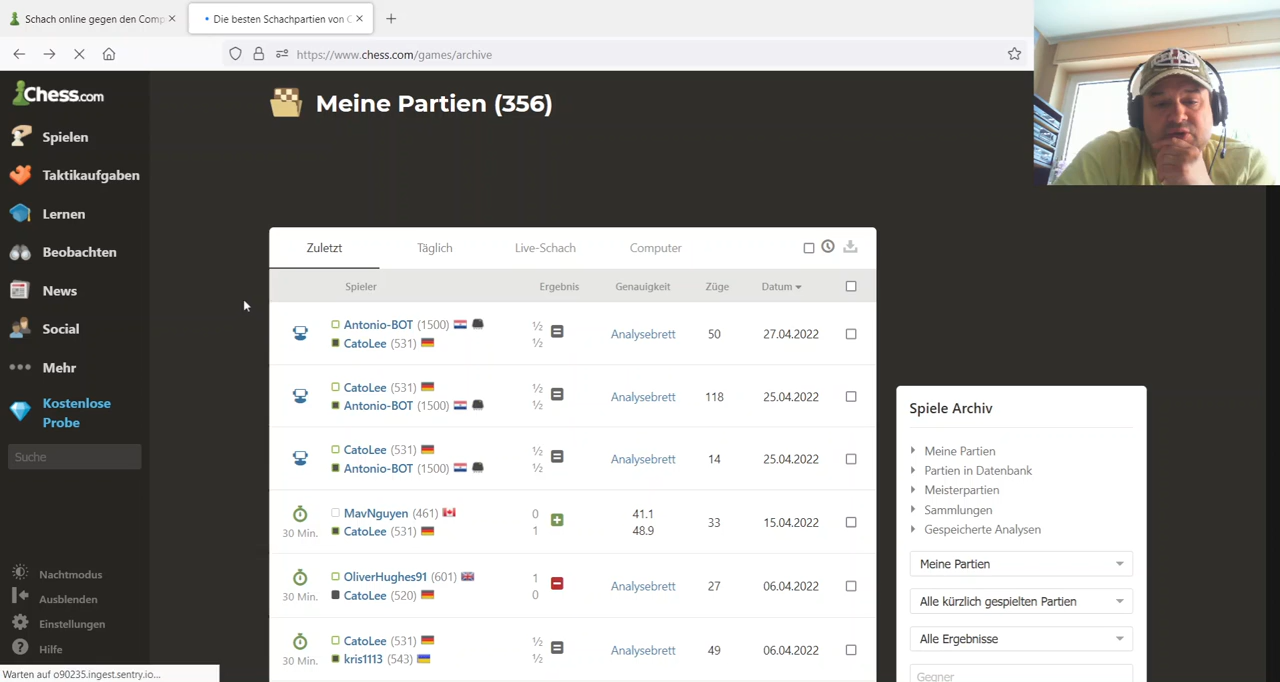 Schach online gegen den Comp
Die besten Schachpartien von C
https://www.chess.com/games/archive
Chess.com
Spielen
Taktikaufgaben
Lernen
Beobachten
News
Social
Mehr
Kostenlose
Probe
Suche
Nachtmodus
Ausblenden
Einstellungen
Hilfe
Warten auf o90235.ingest.sentry.io...
Meine Partien (356)
Zuletzt Täglich Live-Schach Computer
Spieler Ergebnis Genauigkeit Züge Datum
Antonio-BOT (1500) ½
CatoLee (531) ½
Analysebrett 50 27.04.2022
CatoLee (531) ½
Antonio-BOT (1500) ½
Analysebrett 118 25.04.2022
CatoLee (531) ½
Antonio-BOT (1500) ½
Analysebrett 14 25.04.2022
MavNguyen (461) 0 41.1
30 Min. CatoLee (531) 1 48.9
33 15.04.2022
OliverHughes91 (601) 1
30 Min. CatoLee (520) 0
Analysebrett 27 06.04.2022
CatoLee (531) ½
30 Min. kris1113 (543) ½
Analysebrett 49 06.04.2022
Spiele Archiv
Meine Partien
Partien in Datenbank
Meisterpartien
Sammlungen
Gespeicherte Analysen
Meine Partien
Alle kürzlich gespielten Partien
Alle Ergebnisse
Gegner